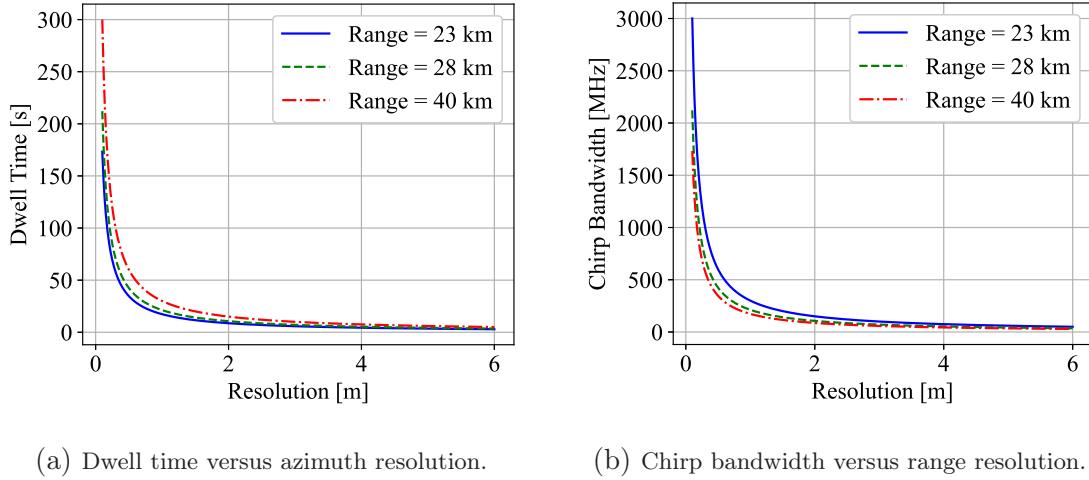 300
250
200
150
100
50
0
Dwell Time [s]
Range = 23 km
Range = 28 km
Range = 40 km
0 2 4 6
Resolution [m]
(a) Dwell time versus azimuth resolution.
3000
2500
2000
1500
1000
500
0
Chirp Bandwidth [MHz]
Range = 23 km
Range = 28 km
Range = 40 km
0 2 4 6
Resolution [m]
(b) Chirp bandwidth versus range resolution.